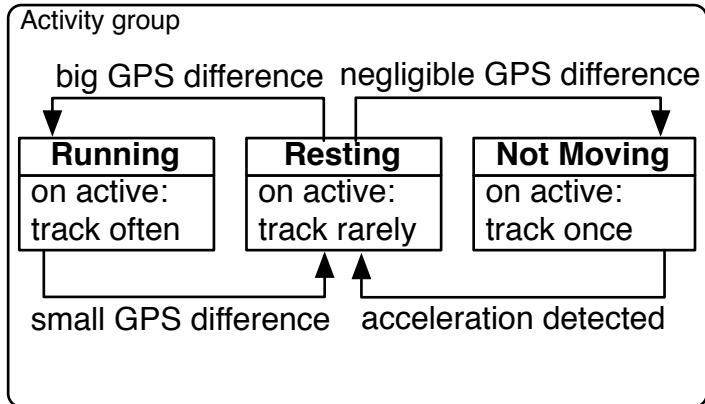 Activity group
big GPS difference
negligible GPS difference
Running
on active:
track often
Resting
on active:
track rarely
Not Moving
on active:
track once
small GPS difference
acceleration detected